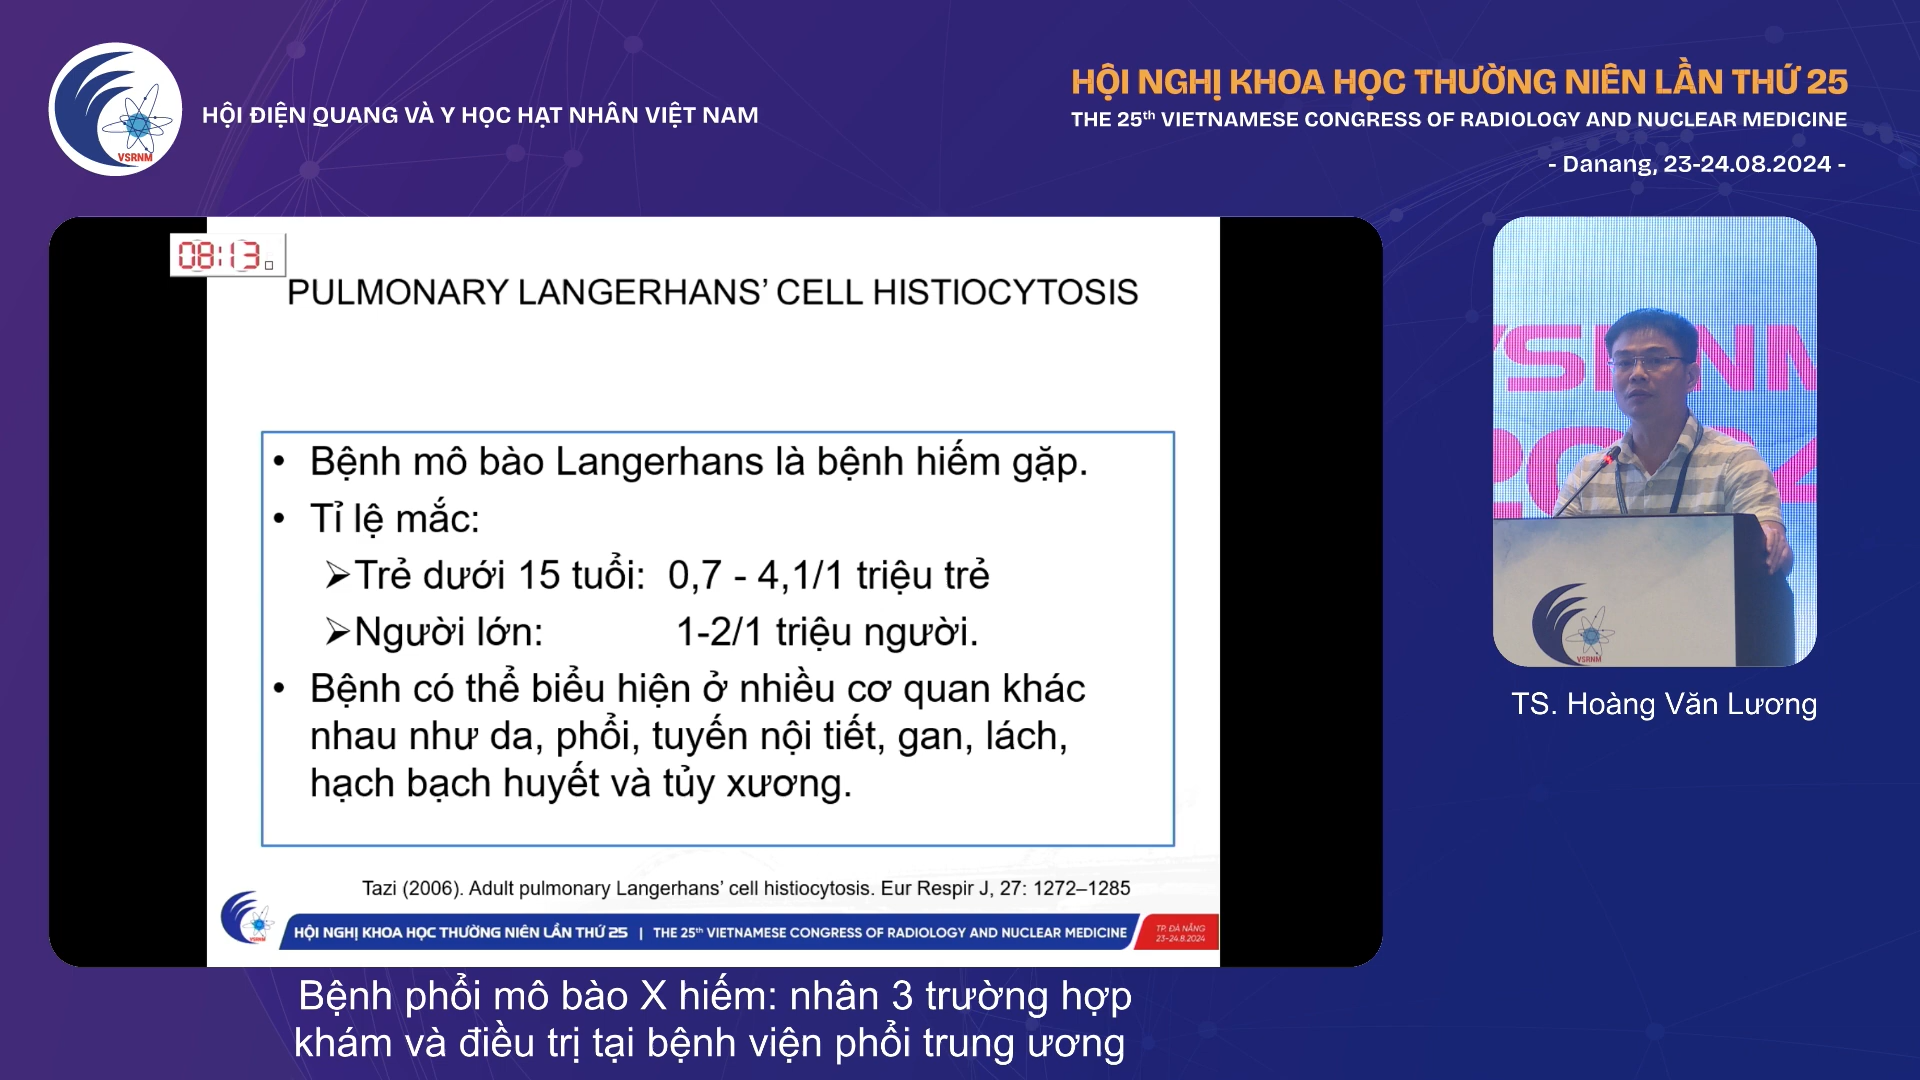 VSRNM
HỘI ĐIỆN QUANG VÀ Y HỌC HẠT NHÂN VIỆT NAM
HỘI NGHỊ KHOA HỌC THƯỜNG NIÊN LẦN THỨ 25
THE 25th VIETNAMESE CONGRESS OF RADIOLOGY AND NUCLEAR MEDICINE
- Danang, 23-24.08.2024 -
08:13
PULMONARY LANGERHANS’ CELL HISTIOCYTOSIS
• Bệnh mô bào Langerhans là bệnh hiếm gặp.
• Tỉ lệ mắc:
➢Trẻ dưới 15 tuổi: 0,7 - 4,1/1 triệu trẻ
➢Người lớn: 1-2/1 triệu người.
• Bệnh có thể biểu hiện ở nhiều cơ quan khác
nhau như da, phổi, tuyến nội tiết, gan, lách,
hạch bạch huyết và tủy xương.
Tazi (2006). Adult pulmonary Langerhans’ cell histiocytosis. Eur Respir J, 27: 1272–1285
VSRNM
HỘI NGHỊ KHOA HỌC THƯỜNG NIÊN LẦN THỨ 25 | THE 25th VIETNAMESE CONGRESS OF RADIOLOGY AND NUCLEAR MEDICINE
TP. ĐÀ NẴNG
23-24.8.2024
VSRNM
2024
VSRNM
TS. Hoàng Văn Lương
Bệnh phổi mô bào X hiếm: nhân 3 trường hợp
khám và điều trị tại bệnh viện phổi trung ương